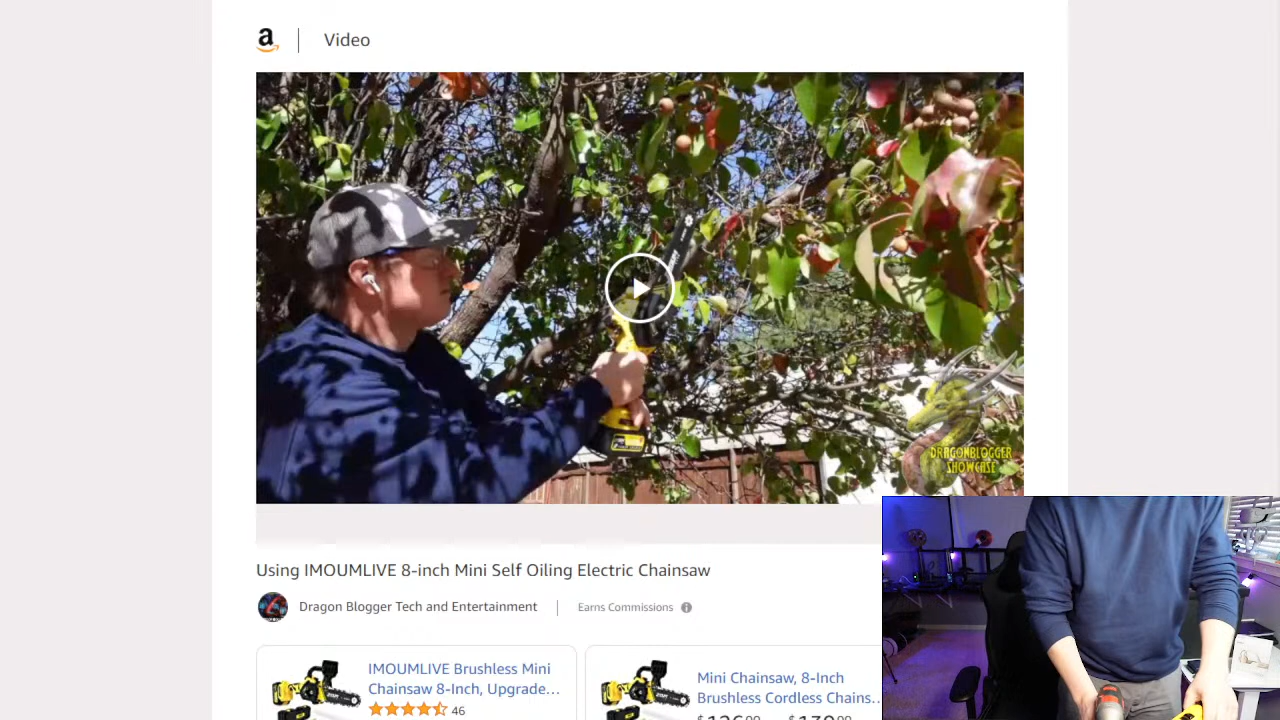 a
Video
DRAGONBLOGGER
SHOWCASE
Using IMOUMLIVE 8-inch Mini Self Oiling Electric Chainsaw
Dragon Blogger Tech and Entertainment
Earns Commissions
IMOUMLIVE Brushless Mini
Chainsaw 8-Inch, Upgrade...
46
Mini Chainsaw, 8-Inch
Brushless Cordless Chains...